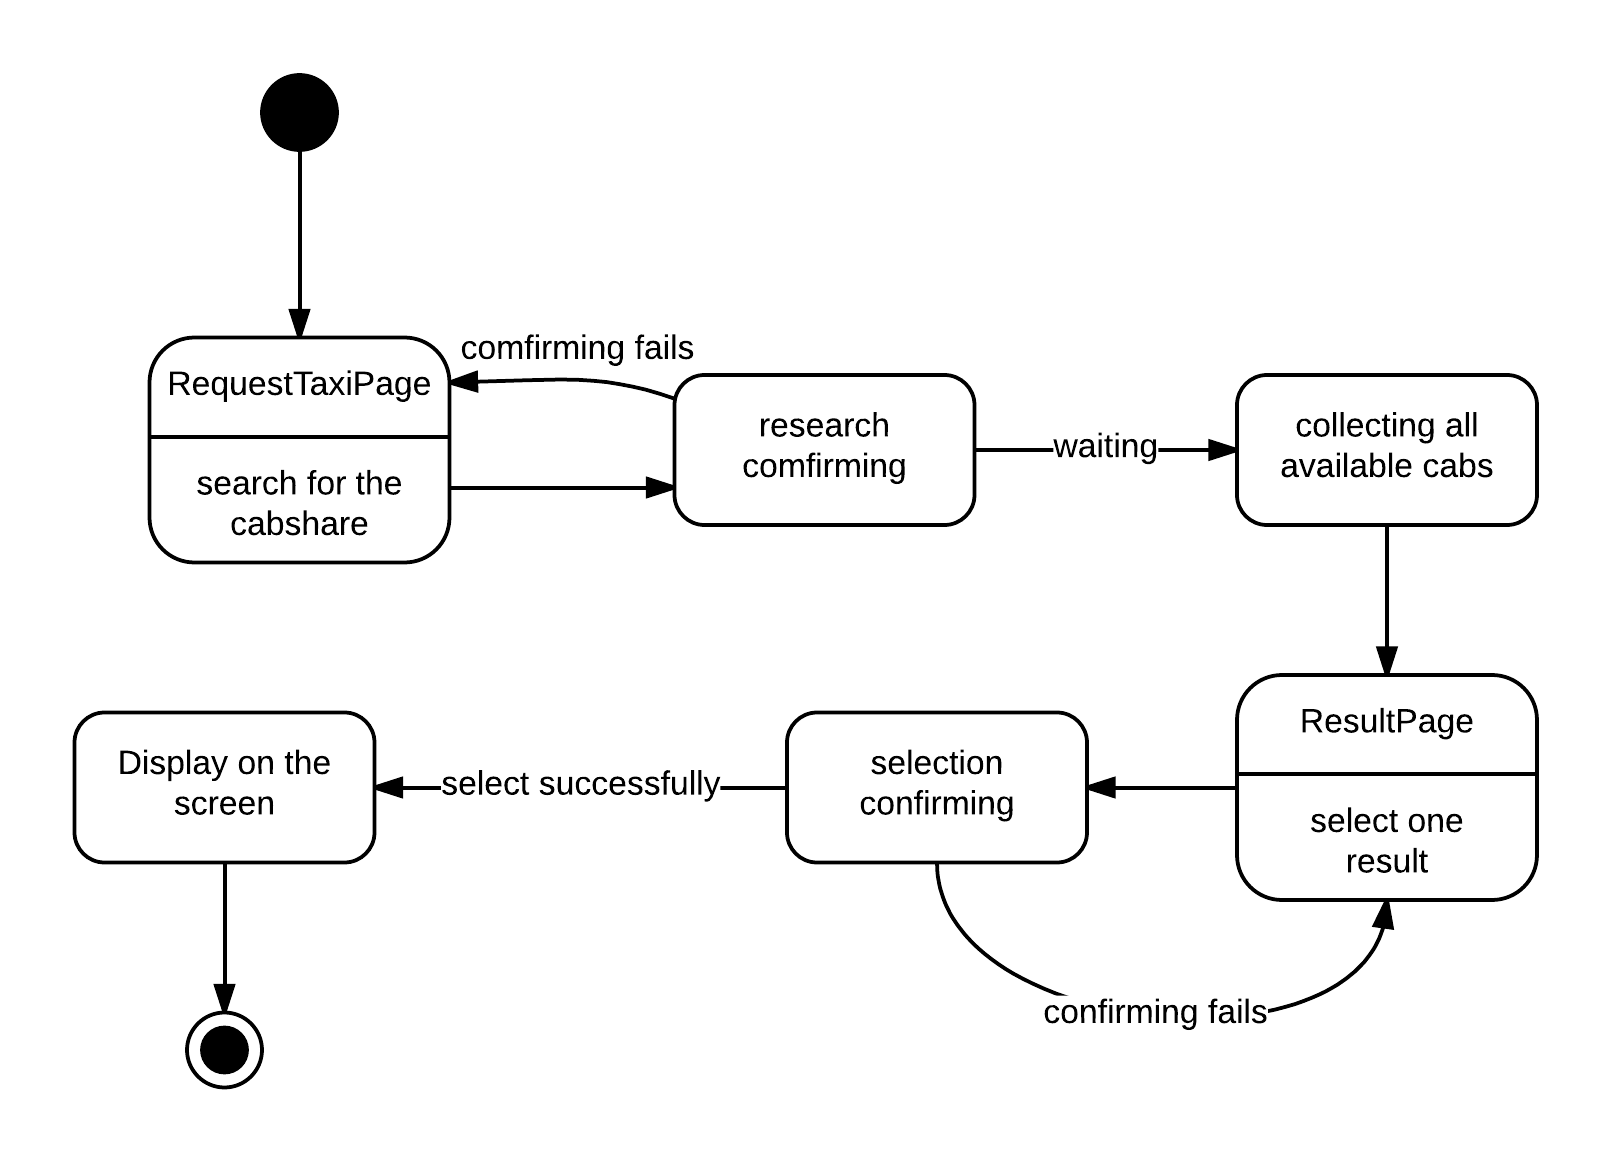 comfirming fails
RequestTaxiPage
search for the
cabshare
research
comfirming
waiting
collecting all
available cabs
ResultPage
select one
result
selection
confirming
select successfully
Display on the
screen
confirming fails